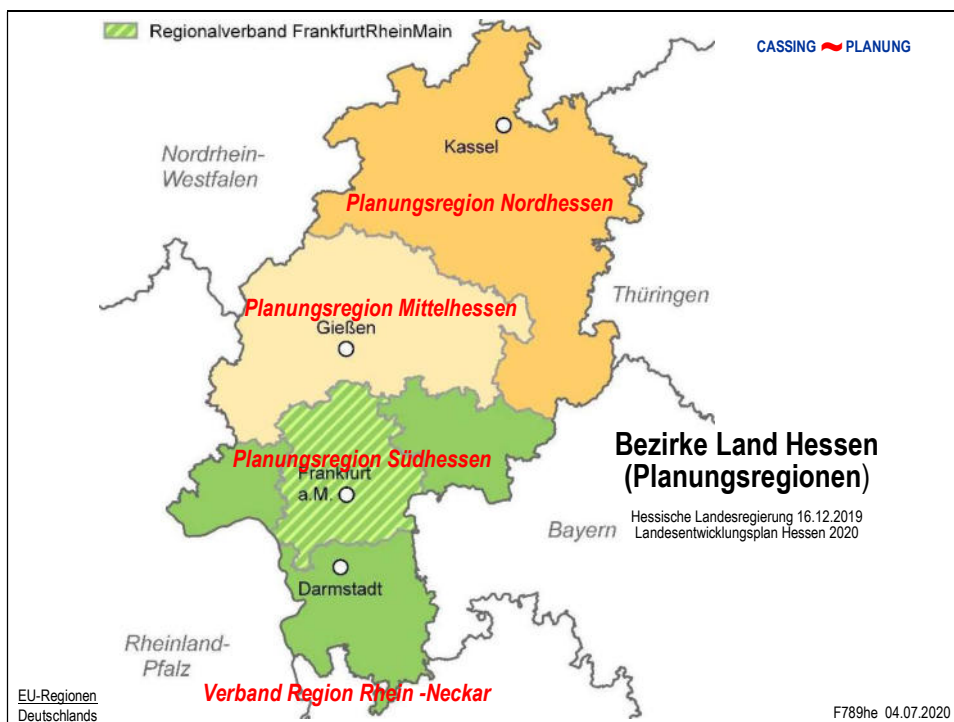 Regionalverband FrankfurtRheinMain
CASSING ~ PLANUNG
Kassel
Nordrhein-
Westfalen
Planungsregion Nordhessen
Thüringen
Planungsregion Mittelhessen
Gießen
Bezirke Land Hessen
(Planungsregionen)
Hessische Landesregierung 16.12.2019
Landesentwicklungsplan Hessen 2020
Planungsregion Südhessen
Frankfurt
a.M.
Bayern
Darmstadt
Rheinland-
Pfalz
Verband Region Rhein -Neckar
EU-Regionen
Deutschlands
F789he 04.07.2020